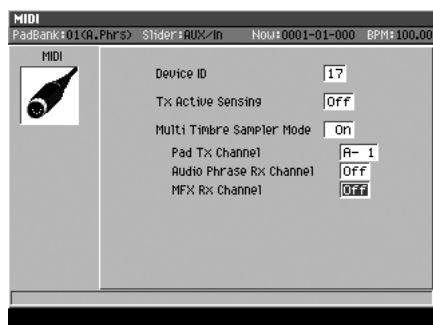 MIDI
PadBank:01(A.Phrs) Slider:AUX/In Now:0001-01-000 BPM:100.00
MIDI
Device ID 17
Tx Active Sensing Off
Multi Timbre Sampler Mode On
Pad Tx Channel A- 1
Audio Phrase Rx Channel Off
MFX Rx Channel Off